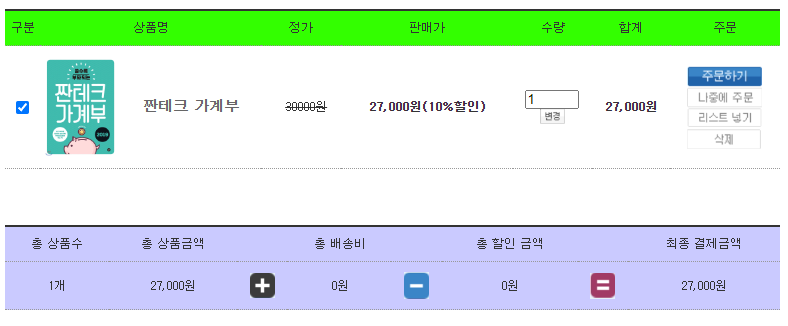 구분 상품명 정가 판매가 수량 합계 주문
짠테크
가계부
2019
짠테크 가계부 30000원 27,000원(10%할인) 1 27,000원
변경
주문하기
나중에 주문
리스트 넣기
삭제
총 상품수 총 상품금액 총 배송비 총 할인 금액 최종 결제금액
1개 27,000원 + 0원 - 0원 = 27,000원